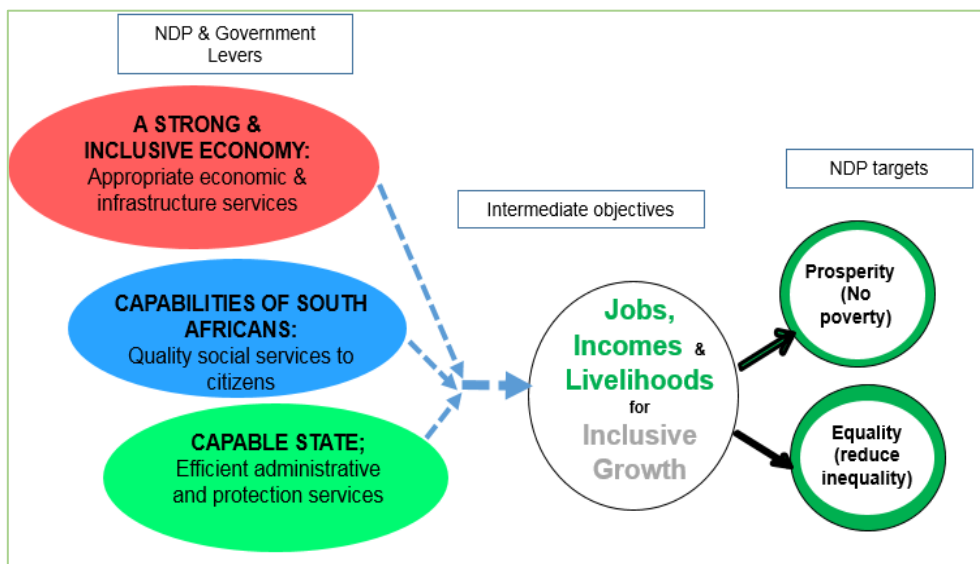 NDP & Government
Levers
A STRONG &
INCLUSIVE ECONOMY:
Appropriate economic &
infrastructure services
CAPABILITIES OF SOUTH
AFRICANS:
Quality social services to
citizens
CAPABLE STATE;
Efficient administrative
and protection services
Intermediate objectives
Jobs,
Incomes &
Livelihoods
for
Inclusive
Growth
NDP targets
Prosperity
(No
poverty)
Equality
(reduce
inequality)